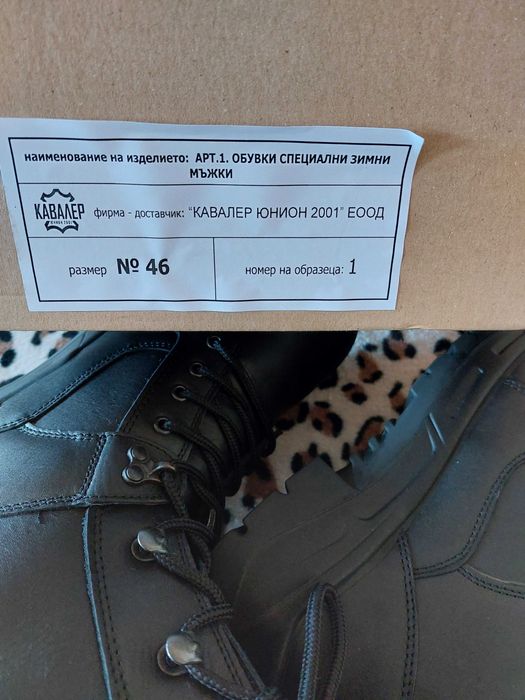 наименование на изделието: АРТ.1. ОБУВКИ СПЕЦИАЛНИ ЗИМНИ
МЪЖКИ
КАВАЛЕР
фирма - доставчик: "КАВАЛЕР ЮНИОН 2001" ЕООД
размер № 46
номер на образеца: 1